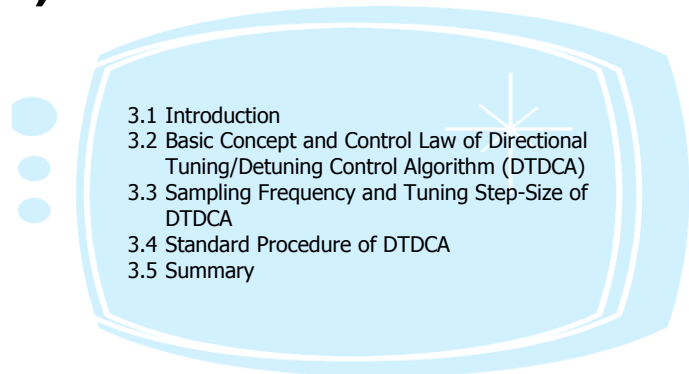 3.1 Introduction
3.2 Basic Concept and Control Law of Directional
Tuning/Detuning Control Algorithm (DTDCA)
3.3 Sampling Frequency and Tuning Step-Size of
DTDCA
3.4 Standard Procedure of DTDCA
3.5 Summary